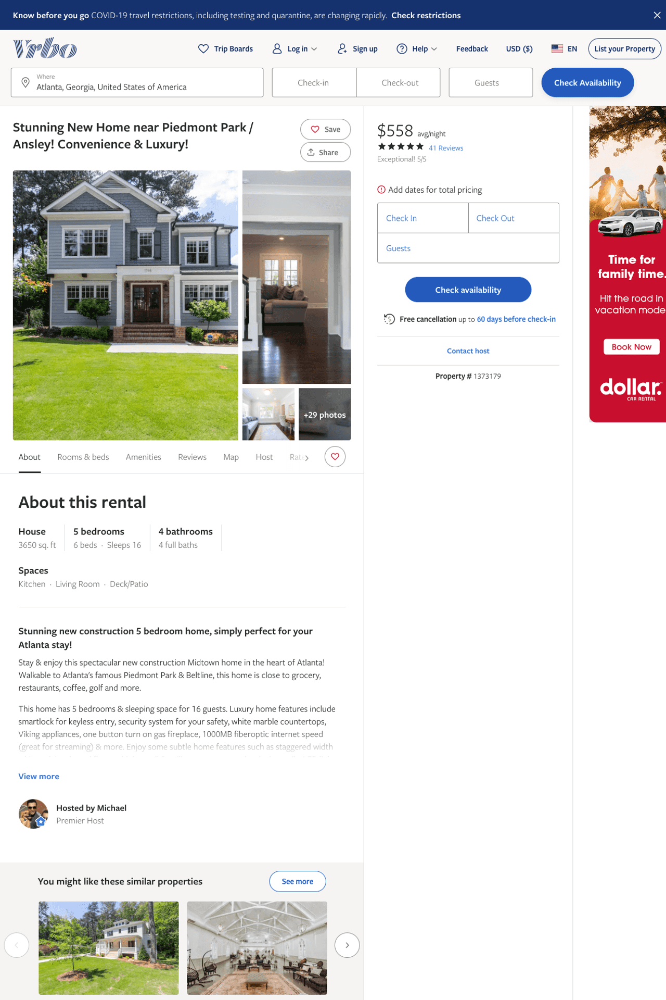 Know before you go COVID-19 travel restrictions, including testing and quarantine, are changing rapidly. Check restrictions
Vrbo
Trip Boards
Log in
Sign up
Help
Feedback
USD ($)
EN
List your Property
Where
Atlanta, Georgia, United States of America
Check-in
Check-out
Guests
Check Availability
Stunning New Home near Piedmont Park /
Ansley! Convenience & Luxury!
Save
Share
+29 photos
$558 avg/night
41 Reviews
Exceptional! 5/5
Add dates for total pricing
Check In
Check Out
Guests
Check availability
Free cancellation up to 60 days before check-in
Contact host
Property # 1373179
Time for
family time.
Hit the road in
vacation mode
Book Now
dollar.
CAR RENTAL
About
Rooms & beds
Amenities
Reviews
Map
Host
About this rental
House
3650 sq. ft
5 bedrooms
6 beds · Sleeps 16
4 bathrooms
4 full baths
Spaces
Kitchen · Living Room · Deck/Patio
Stunning new construction 5 bedroom home, simply perfect for your
Atlanta stay!
Stay & enjoy this spectacular new construction Midtown home in the heart of Atlanta!
Walkable to Atlanta's famous Piedmont Park & Beltline, this home is close to grocery,
restaurants, coffee, golf and more.
This home has 5 bedrooms & sleeping space for 16 guests. Luxury home features include
smartlock for keyless entry, security system for your safety, white marble countertops,
Viking appliances, one button turn on gas fireplace, 1000MB fiberoptic internet speed
(great for streaming) & more. Enjoy some subtle home features such as staggered width
View more
Hosted by Michael
Premier Host
You might like these similar properties
See more